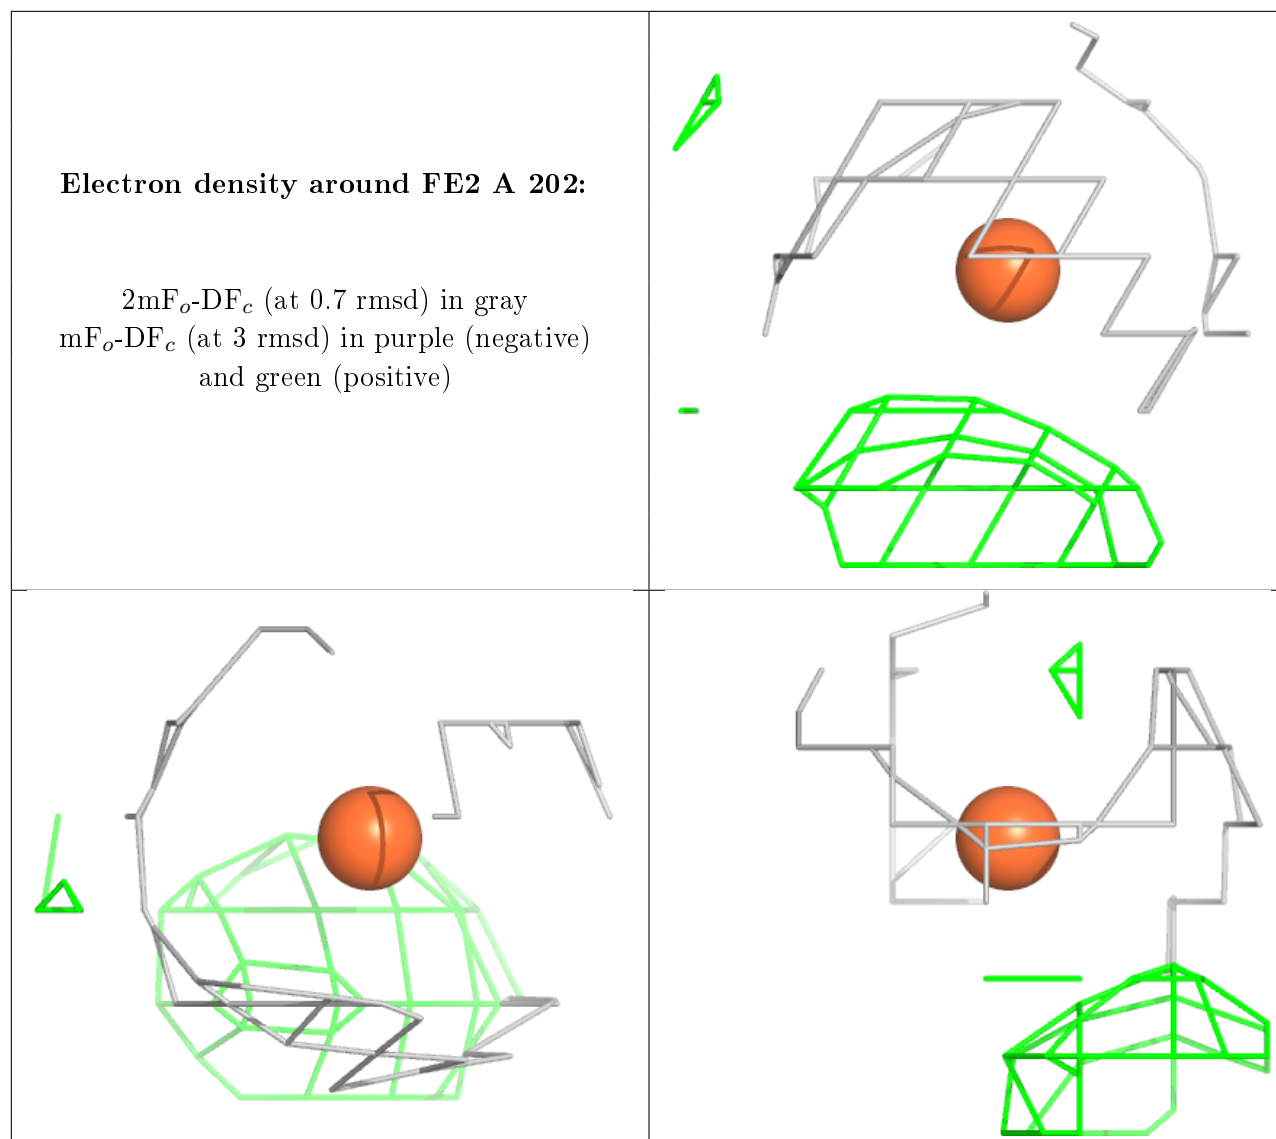 Electron density around FE2 A 202:
2mFo-DFc (at 0.7 rmsd) in gray
mFo-DFc (at 3 rmsd) in purple (negative)
and green (positive)